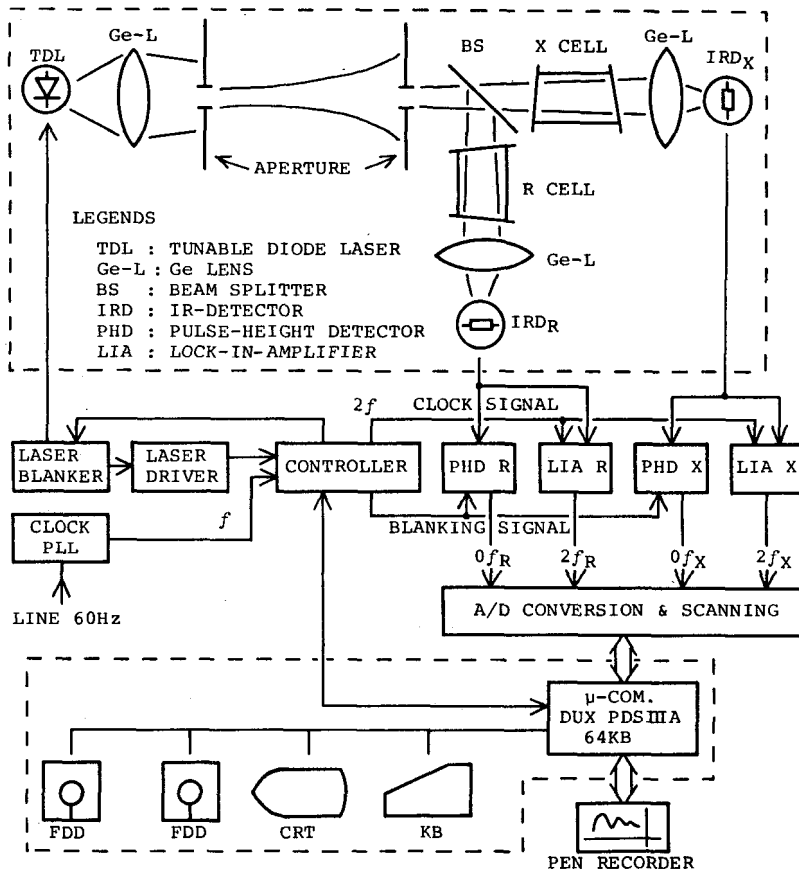 TDL
Ge-L
BS
X CELL
Ge-L
IRDX
APERTURE
R CELL
Ge-L
IRDR
LEGENDS
TDL : TUNABLE DIODE LASER
Ge-L : Ge LENS
BS : BEAM SPLITTER
IRD : IR-DETECTOR
PHD : PULSE-HEIGHT DETECTOR
LIA : LOCK-IN-AMPLIFIER
2f
CLOCK SIGNAL
LASER BLANKER
LASER DRIVER
CONTROLLER
PHD R
LIA R
PHD X
LIA X
f
BLANKING SIGNAL
CLOCK PLL
0fR
2fR
0fX
2fX
LINE 60Hz
A/D CONVERSION & SCANNING
μ-COM.
DUX PDSIIIA
64KB
FDD
FDD
CRT
KB
PEN RECORDER